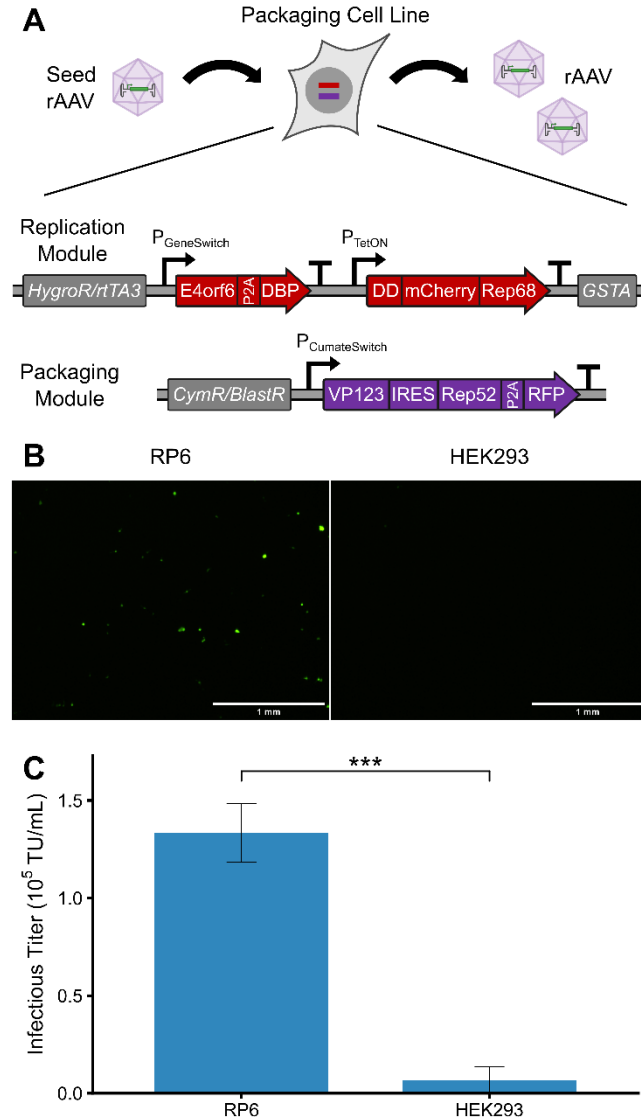 A
Packaging Cell Line
Seed
rAAV
rAAV
Replication
Module
PGeneSwitch
PTetON
HygroR/rtTA3
E4orf6
P2A
DBP
DD
mCherry
Rep68
GSTA
Packaging
Module
PCumateSwitch
CymR/BlastR
VP123
IRES
Rep52
P2A
RFP
B
RP6
HEK293
1 mm
1 mm
C
***
Infectious Titer (10⁵ TU/mL)
1.5
1.0
0.5
0.0
RP6
HEK293